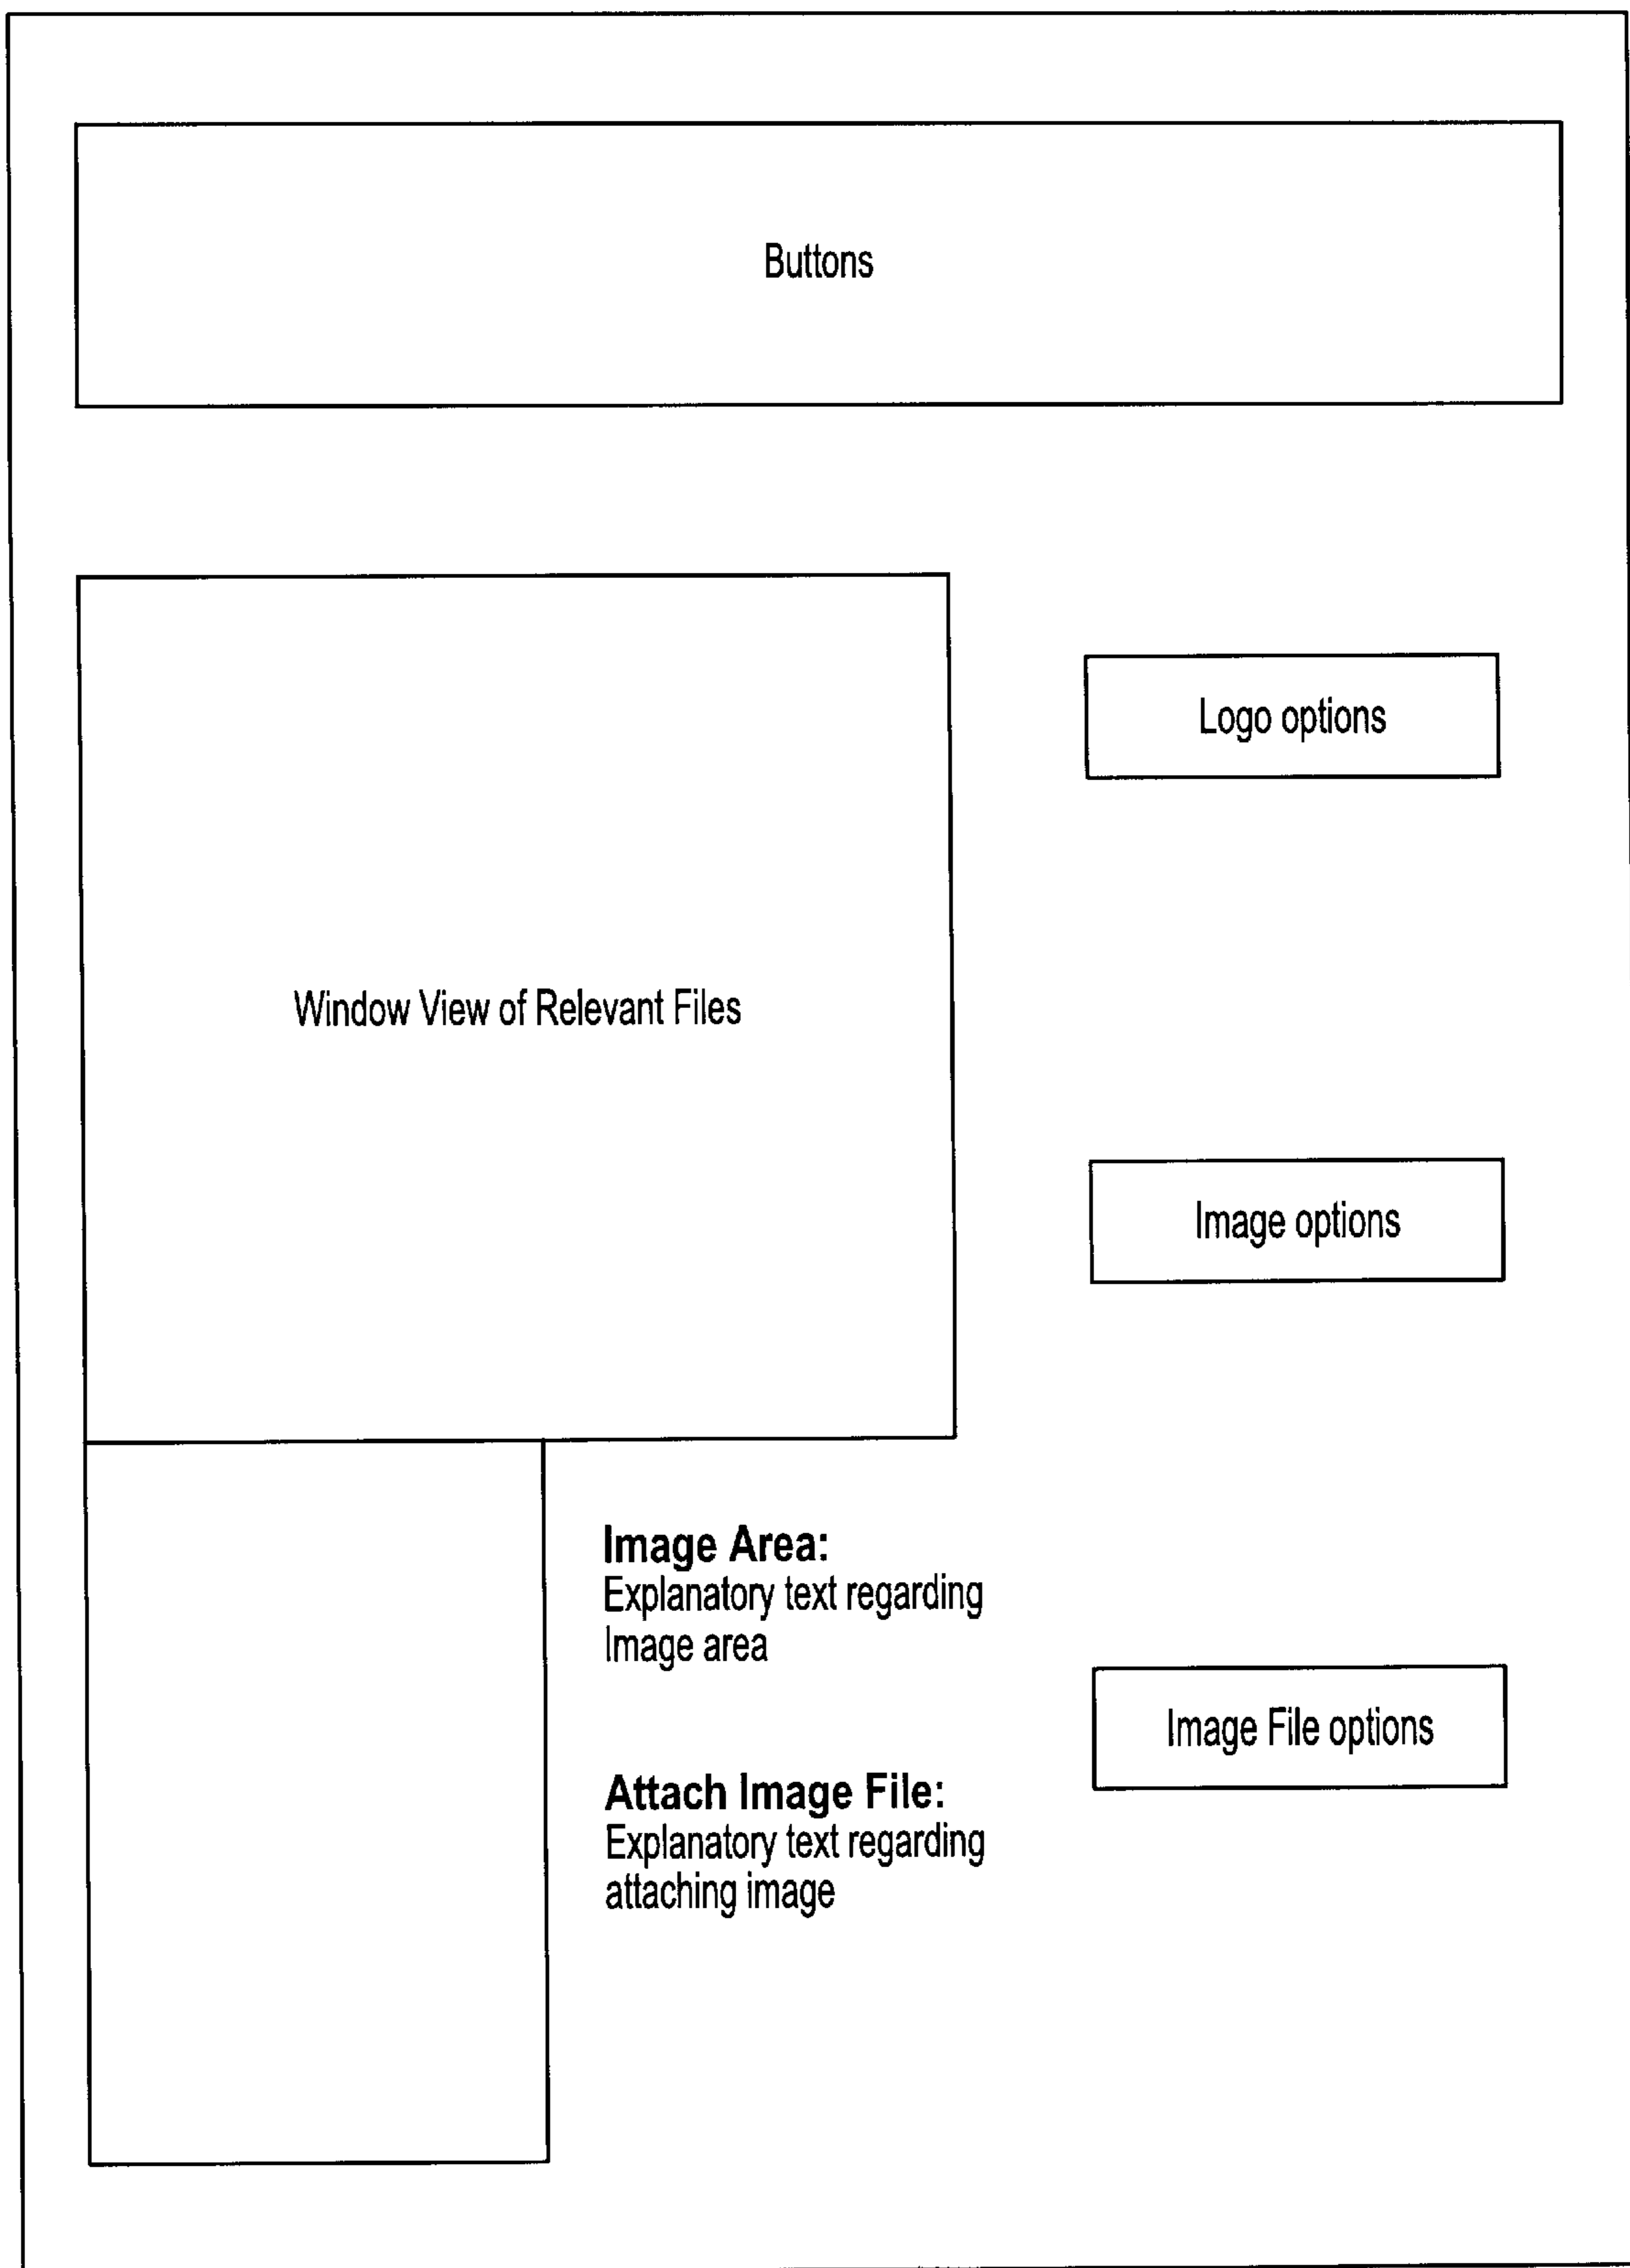 Buttons
Logo options
Window View of Relevant Files
Image options
Image Area:
Explanatory text regarding
Image area
Image File options
Attach Image File:
Explanatory text regarding
attaching image